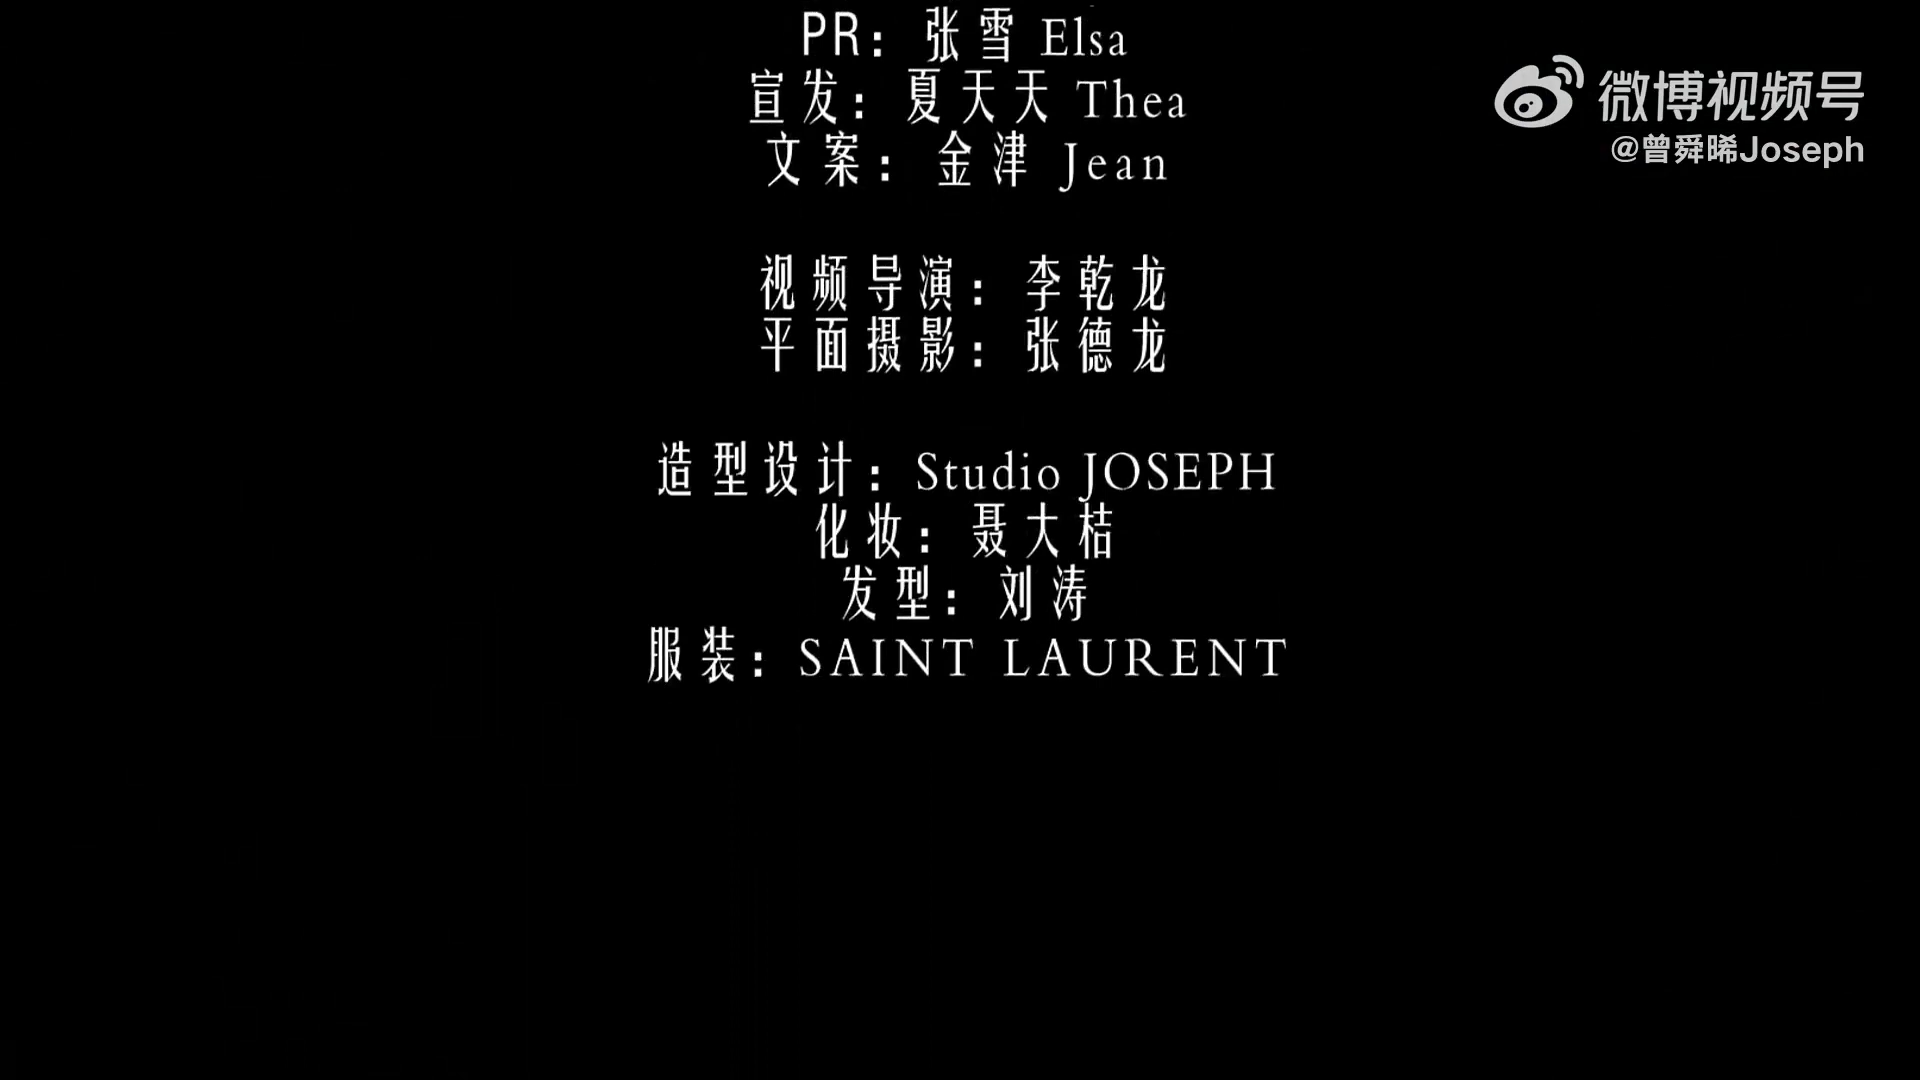 PR：张雪 Elsa
宣发：夏天天 Thea
文案：金津 Jean
视频导演：李乾龙
平面摄影：张德龙
造型设计：Studio JOSEPH
化妆：聂大桔
发型：刘涛
服装：SAINT LAURENT
微博视频号
@曾舜晞Joseph